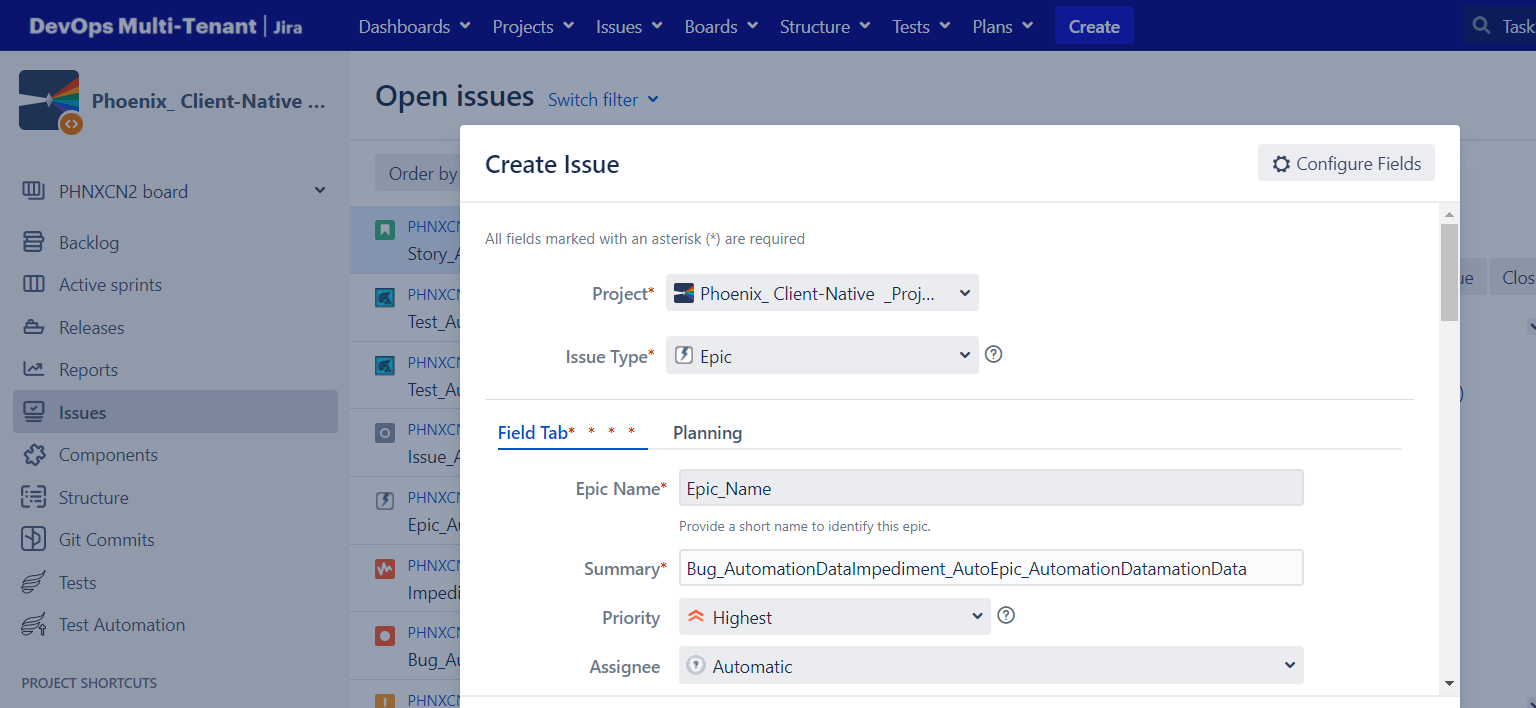 DevOps Multi-Tenant | Jira
Dashboards Projects Issues Boards Structure Tests Plans Create Task
Phoenix_ Client-Native ...
PHNXCN2 board
Backlog
Active sprints
Releases
Reports
Issues
Components
Structure
Git Commits
Tests
Test Automation
PROJECT SHORTCUTS
Open issues Switch filter
Order by
PHNXCN
Story_A
PHNXCN
Test_Au
PHNXCN
Test_Au
PHNXCN
Issue_A
PHNXCN
Epic_Au
PHNXCN
Impedi
PHNXCN
Bug_Au
PHNXCN
Create Issue
Configure Fields
All fields marked with an asterisk (*) are required
Project* Phoenix_ Client-Native _Proj...
Issue Type* Epic
Field Tab* * * * Planning
Epic Name* Epic_Name
Provide a short name to identify this epic.
Summary* Bug_AutomationDataImpediment_AutoEpic_AutomationDatamationData
Priority Highest
Assignee Automatic
ue Clos